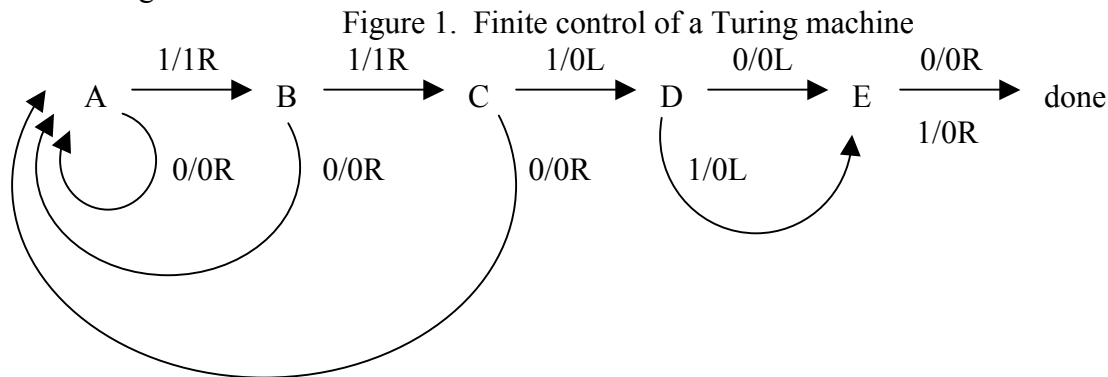 Figure 1. Finite control of a Turing machine
1/1R 1/1R 1/0L 0/0L 0/0R
A B C D E done
1/0R
0/0R 0/0R 0/0R 1/0L